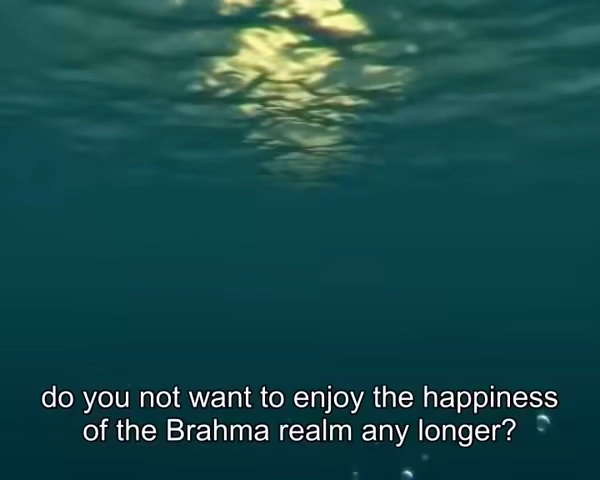 do you not want to enjoy the happiness
of the Brahma realm any longer?